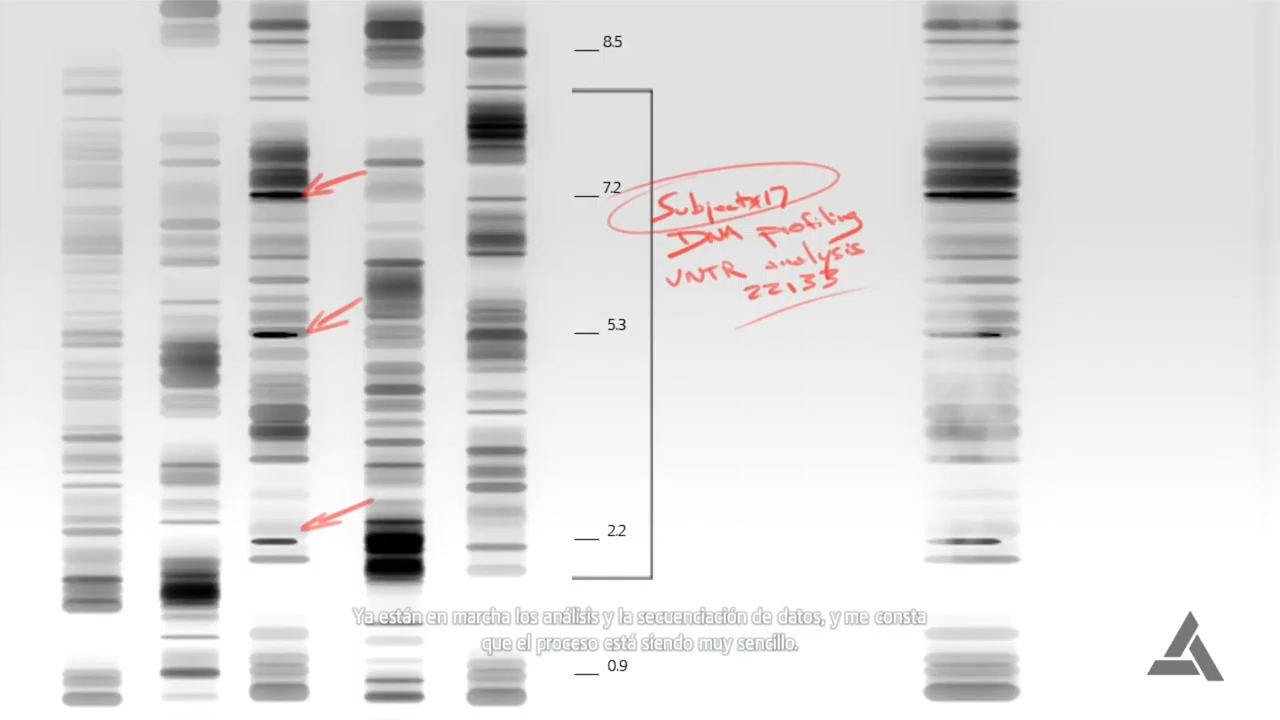 8.5
7.2
Subject 17
DNA profiling
VNTR analysis
22133
5.3
2.2
Ya están en marcha los análisis y la secuenciación de datos, y me consta
que el proceso está siendo muy sencillo.
0.9